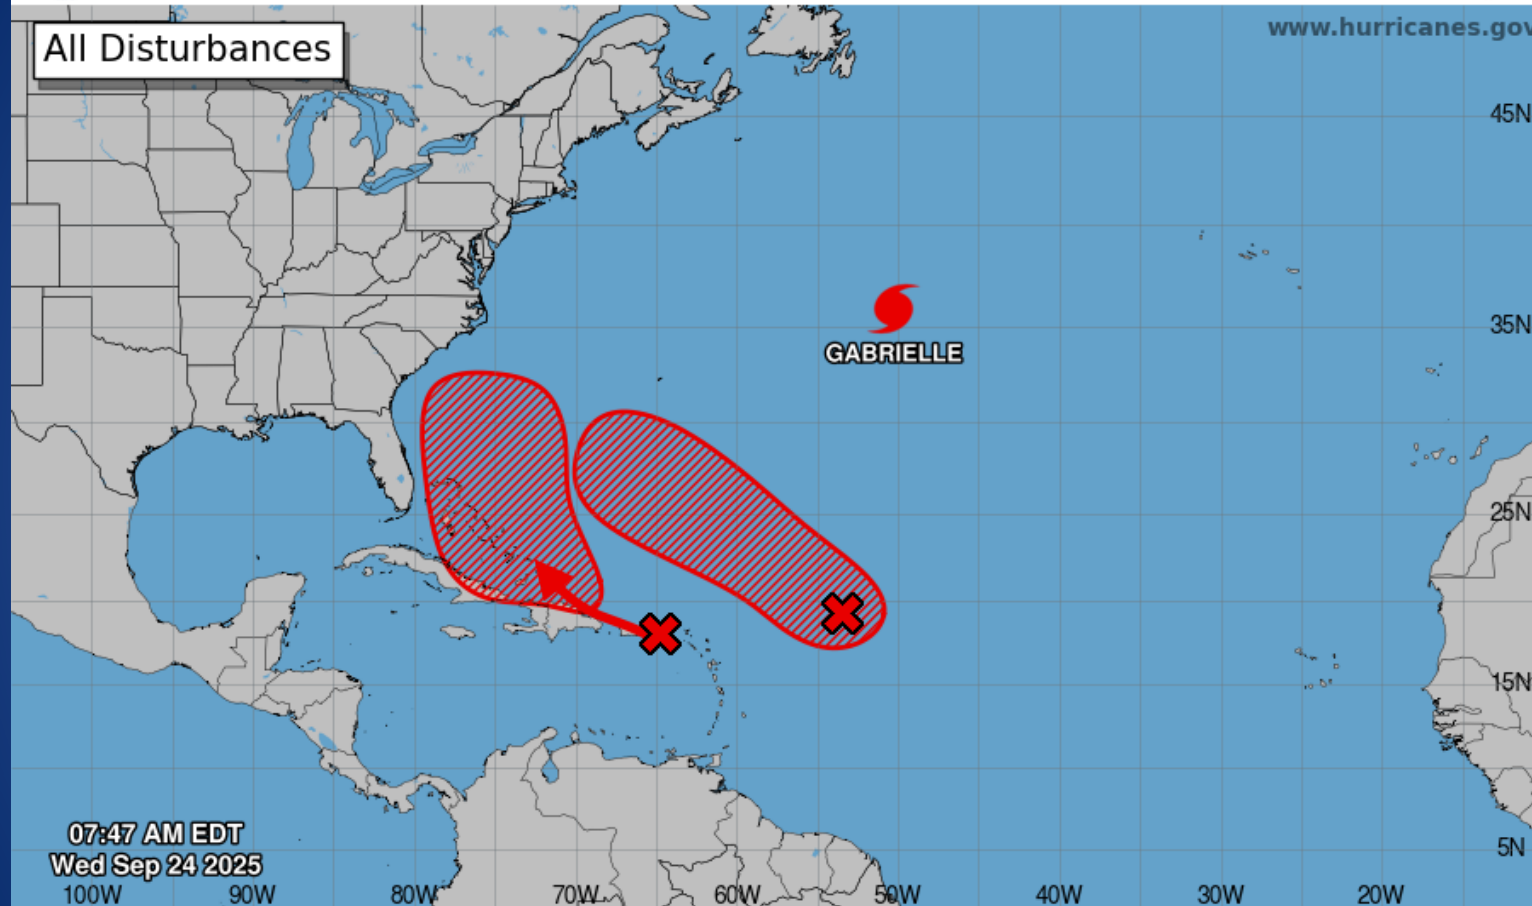 All Disturbances
www.hurricanes.gov
45N
GABRIELLE
35N
25N
15N
5N
07:47 AM EDT
Wed Sep 24 2025
100W 90W 80W 70W 60W 50W 40W 30W 20W